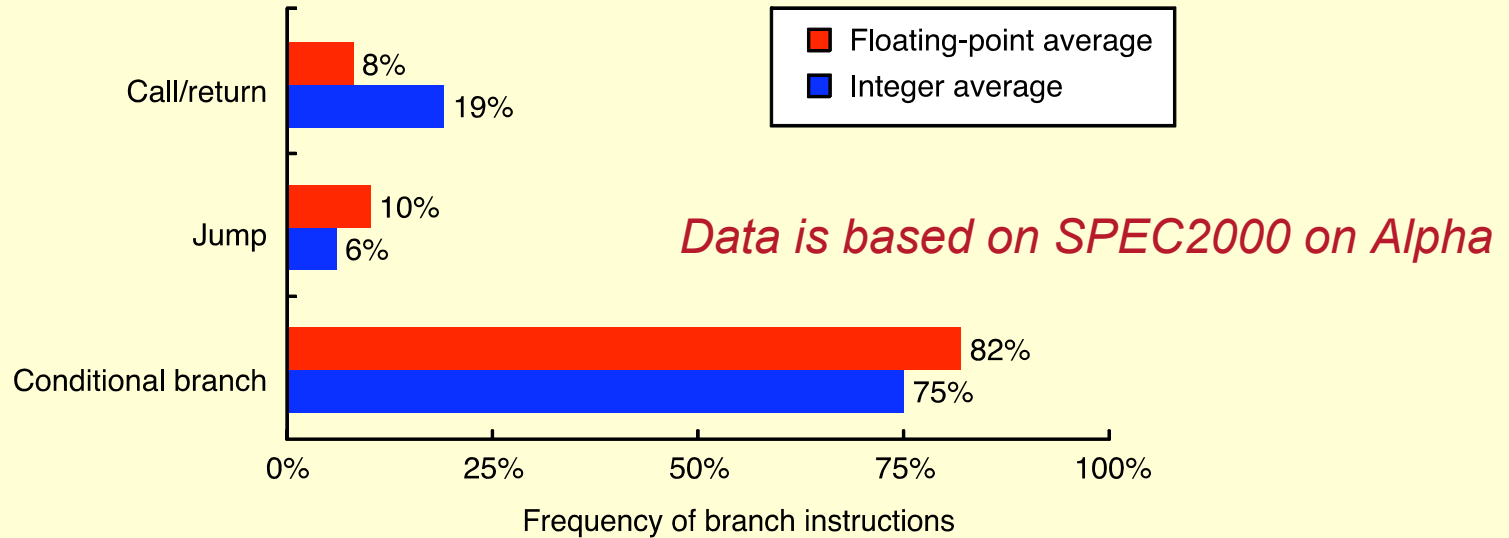 Floating-point average
Integer average
Call/return
8%
19%
Jump
10%
6%
Data is based on SPEC2000 on Alpha
Conditional branch
82%
75%
0% 25% 50% 75% 100%
Frequency of branch instructions